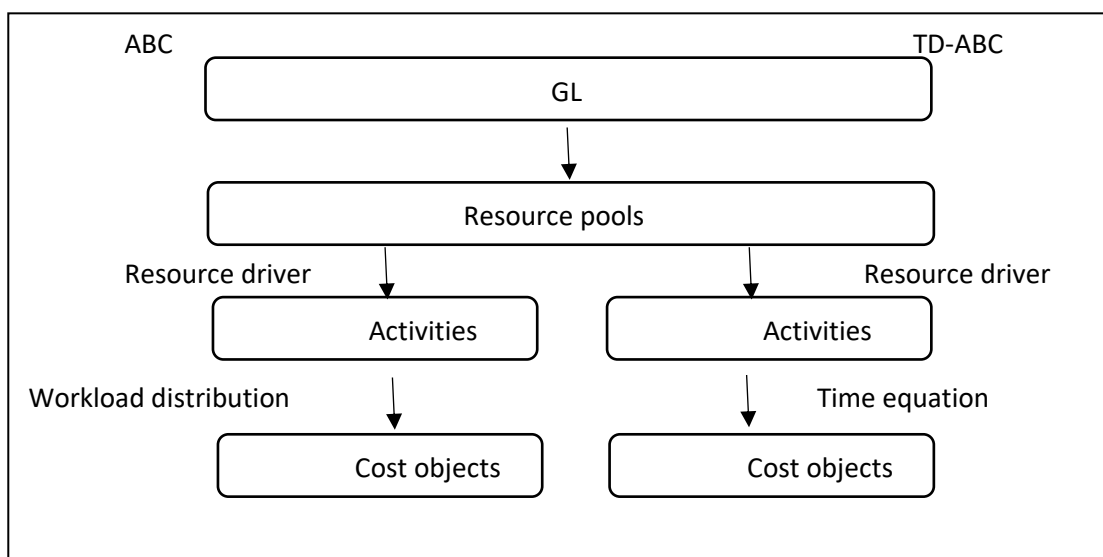 ABC TD-ABC
GL
Resource pools
Resource driver Resource driver
Activities Activities
Workload distribution Time equation
Cost objects Cost objects